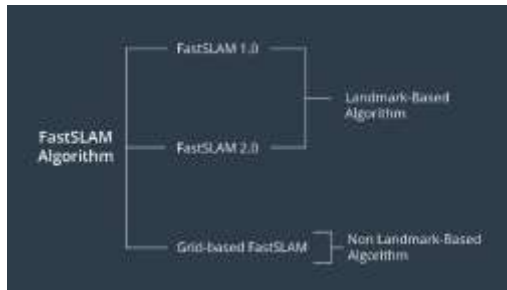 FastSLAM 1.0
Landmark-Based
Algorithm
FastSLAM
Algorithm
FastSLAM 2.0
Grid-based FastSLAM
Non Landmark-Based
Algorithm